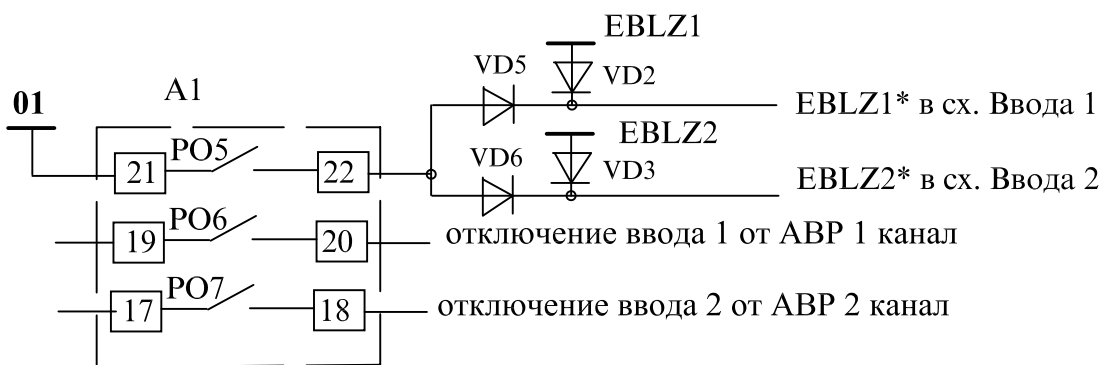 EBLZ1
VD5
VD2
01
A1
EBLZ1* в сх. Ввода 1
EBLZ2
PO5
VD6
VD3
21
22
EBLZ2* в сх. Ввода 2
PO6
19
20
отключение ввода 1 от АВР 1 канал
PO7
17
18
отключение ввода 2 от АВР 2 канал